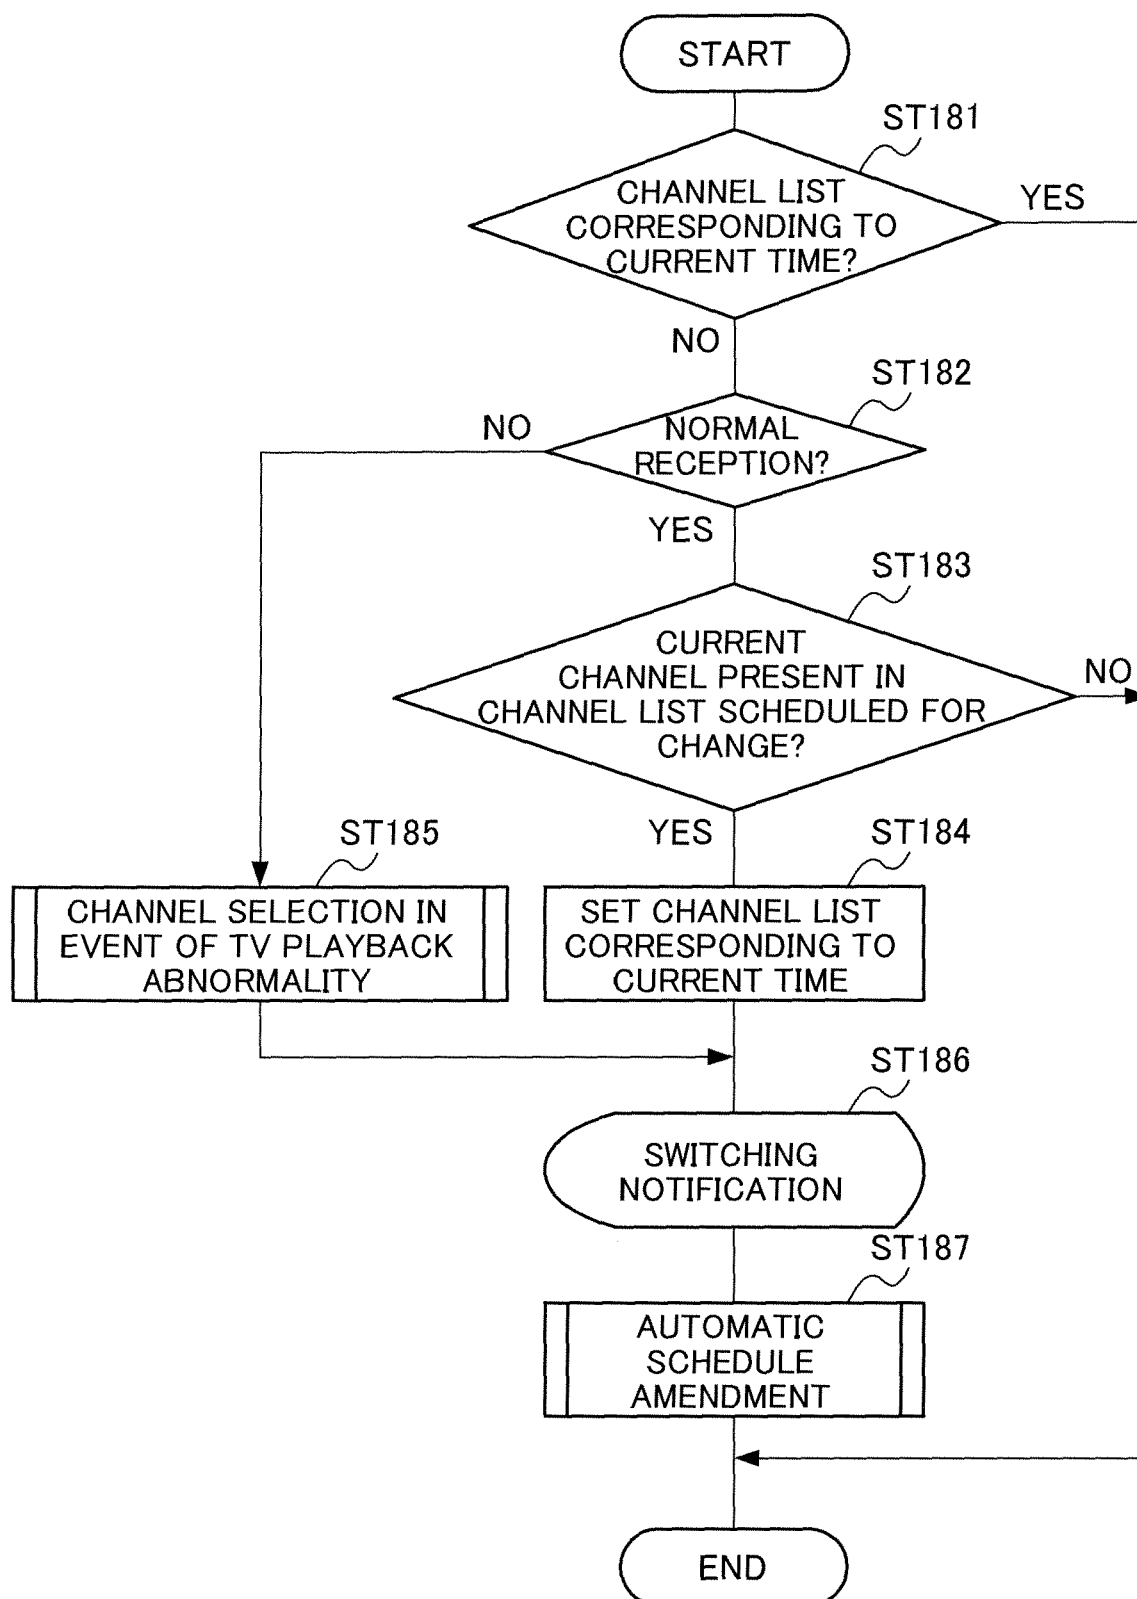 START
ST181
CHANNEL LIST
CORRESPONDING TO
CURRENT TIME?
YES
NO
ST182
NORMAL
RECEPTION?
NO
YES
ST183
CURRENT
CHANNEL PRESENT IN
CHANNEL LIST SCHEDULED FOR
CHANGE?
NO
YES
ST185
CHANNEL SELECTION IN
EVENT OF TV PLAYBACK
ABNORMALITY
ST184
SET CHANNEL LIST
CORRESPONDING TO
CURRENT TIME
ST186
SWITCHING
NOTIFICATION
ST187
AUTOMATIC
SCHEDULE
AMENDMENT
END